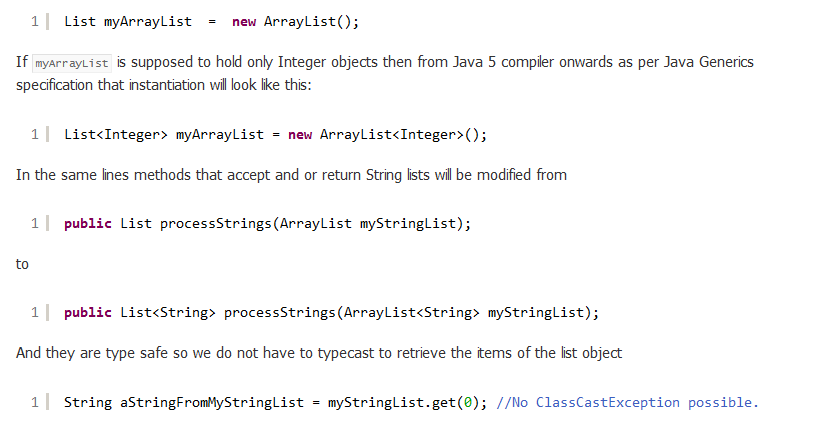 1 List myArrayList  =  new ArrayList();
If myArrayList is supposed to hold only Integer objects then from Java 5 compiler onwards as per Java Generics
specification that instantiation will look like this:
1 List<Integer> myArrayList = new ArrayList<Integer>();
In the same lines methods that accept and or return String lists will be modified from
1 public List processStrings(ArrayList myStringList);
to
1 public List<String> processStrings(ArrayList<String> myStringList);
And they are type safe so we do not have to typecast to retrieve the items of the list object
1 String aStringFromMyStringList = myStringList.get(0); //No ClassCastException possible.